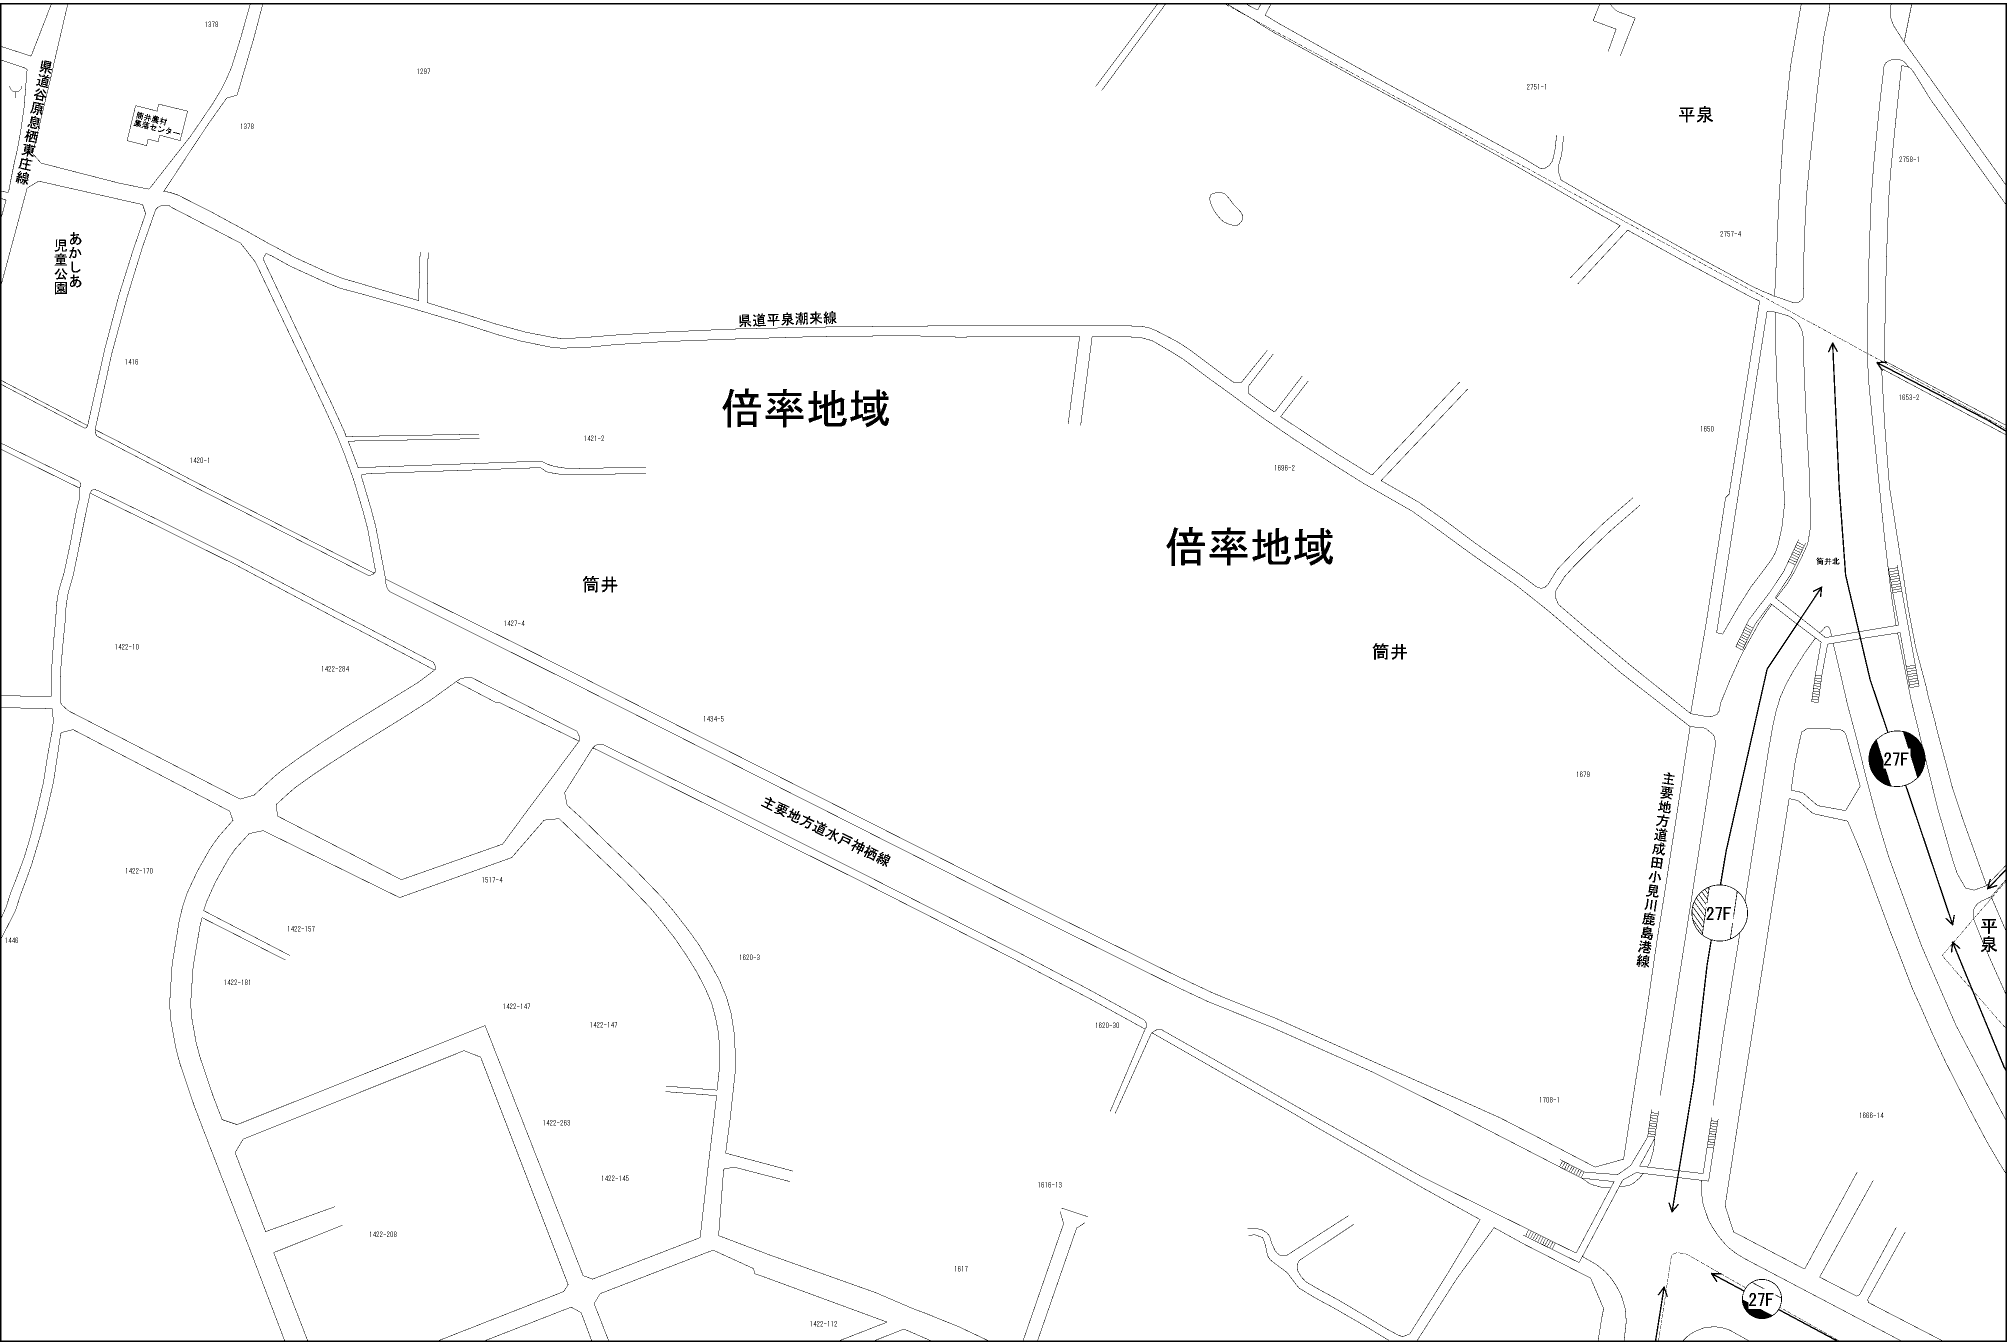 1378
1297
県道谷原息栖東庄線
筒井農村
集落センター
1378
2751-1
平泉
2758-1
あかしあ
児童公園
2757-4
県道平泉潮来線
1416
倍率地域
1653-2
1650
1421-2
1420-1
1696-2
倍率地域
筒井北
筒井
1427-4
1422-10
1422-284
筒井
1434-5
27F
1679
主要地方道水戸神栖線
主要地方道成田小見川鹿島港線
1422-170
1517-4
27F
1422-157
1446
平泉
1620-3
1422-181
1422-147
1422-147
1620-30
1708-1
1666-14
1422-263
1422-145
1616-13
1422-208
1617
27F
1422-112